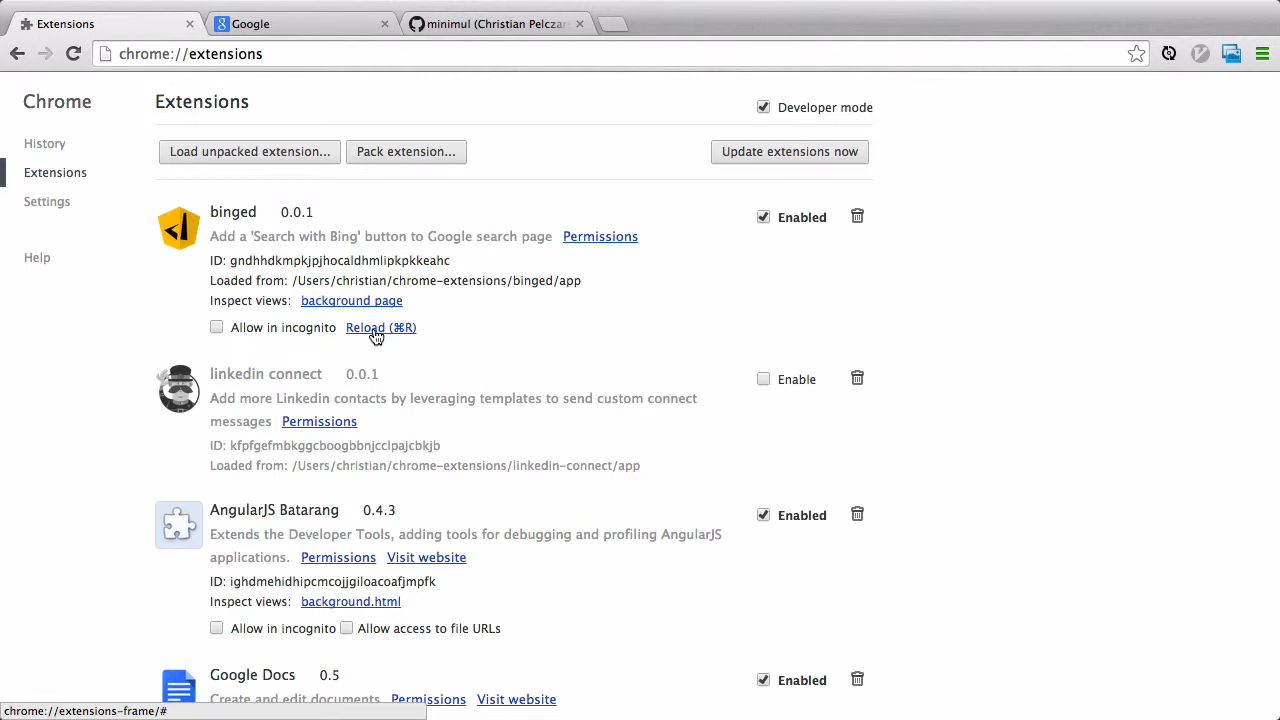 Extensions
Google
minimul (Christian Pelczar
chrome://extensions
Chrome
History
Extensions
Settings
Help
Extensions
Developer mode
Load unpacked extension...
Pack extension...
Update extensions now
binged 0.0.1
Enabled
Add a 'Search with Bing' button to Google search page Permissions
ID: gndhhdkmpkjpjhocaldhmlipkpkkeahc
Loaded from: /Users/christian/chrome-extensions/binged/app
Inspect views: background page
Allow in incognito Reload (⌘R)
linkedin connect 0.0.1
Enable
Add more Linkedin contacts by leveraging templates to send custom connect
messages Permissions
ID: kfpfgefmbkggcboogbbnjcclpajcbkjb
Loaded from: /Users/christian/chrome-extensions/linkedin-connect/app
AngularJS Batarang 0.4.3
Enabled
Extends the Developer Tools, adding tools for debugging and profiling AngularJS
applications. Permissions Visit website
ID: ighdmehidhipcmcojjgiloacoafjmpfk
Inspect views: background.html
Allow in incognito Allow access to file URLs
Google Docs 0.5
Enabled
Create and edit documents Permissions Visit website
chrome://extensions-frame/#